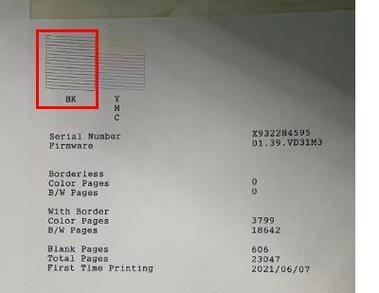 BK Y
M
C
Serial Number X932284595
Firmware 01.39.VD31M3
Borderless
Color Pages 0
B/W Pages 0
With Border
Color Pages 3799
B/W Pages 18642
Blank Pages 606
Total Pages 23047
First Time Printing 2021/06/07